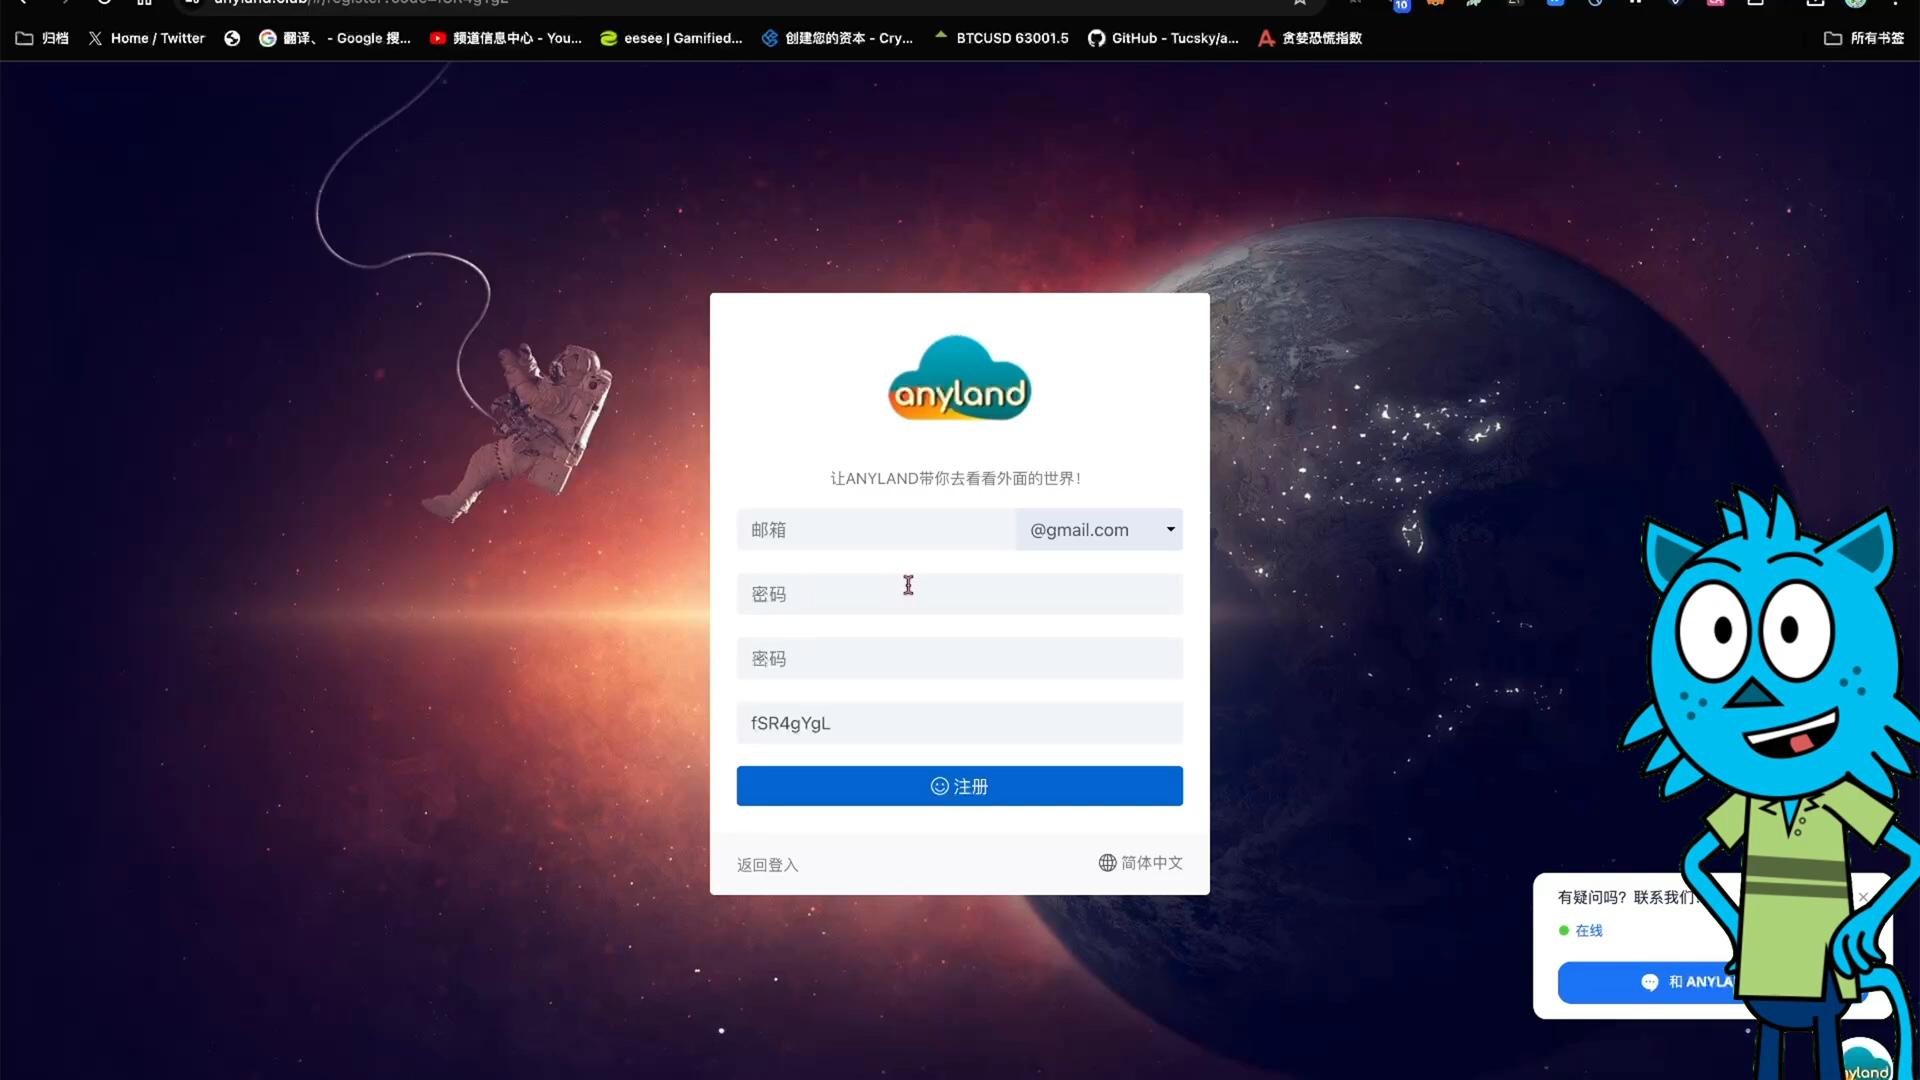 归档
Home / Twitter
翻译、 - Google 搜...
频道信息中心 - You...
eesee | Gamified...
创建您的资本 - Cry...
BTCUSD 63001.5
GitHub - Tucsky/a...
贪婪恐慌指数
所有书签
anyland
让ANYLAND带你去看看外面的世界!
邮箱
@gmail.com
密码
密码
fSR4gYgL
注册
返回登入
简体中文
有疑问吗? 联系我们
在线
和 ANYLA
yland